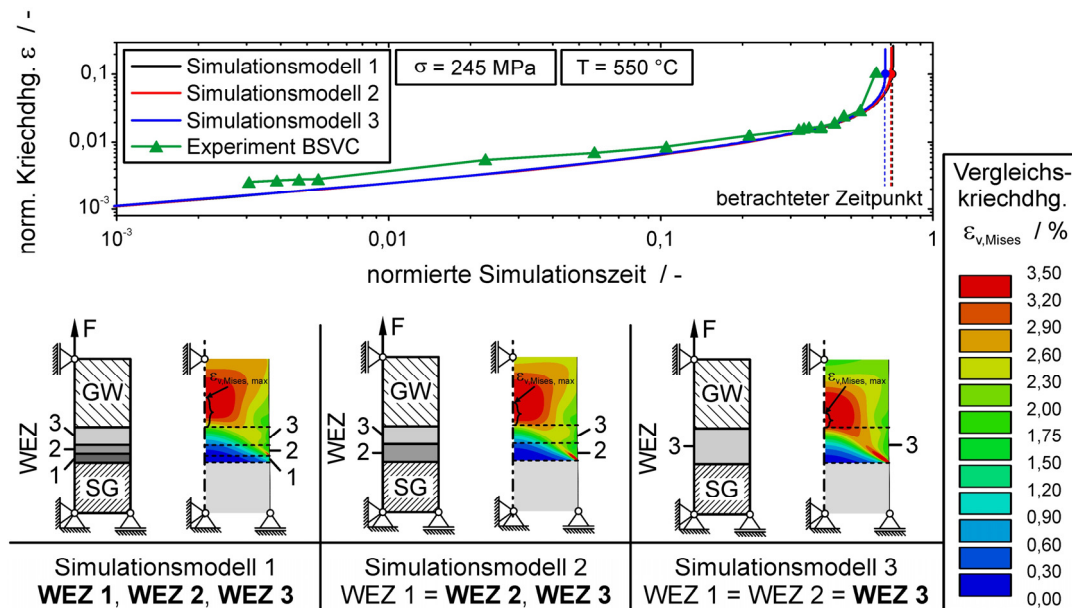 norm. Kriechdhg. ε / -
0,1
0,01
10⁻³
Simulationsmodell 1
Simulationsmodell 2
Simulationsmodell 3
Experiment BSVC
σ = 245 MPa
T = 550 °C
betrachteter Zeitpunkt
10⁻³
0,01
0,1
1
normierte Simulationszeit / -
Vergleichs-
kriechdhg.
εv,Mises / %
3,50
3,20
2,90
2,60
2,30
2,00
1,75
1,50
1,20
0,90
0,60
0,30
0,00
F
GW
WEZ
3
2
1
SG
εv,Mises, max
3
2
1
Simulationsmodell 1
WEZ 1, WEZ 2, WEZ 3
F
GW
WEZ
3
2
SG
εv,Mises, max
3
2
Simulationsmodell 2
WEZ 1 = WEZ 2, WEZ 3
F
GW
WEZ
3
SG
εv,Mises, max
3
Simulationsmodell 3
WEZ 1 = WEZ 2 = WEZ 3